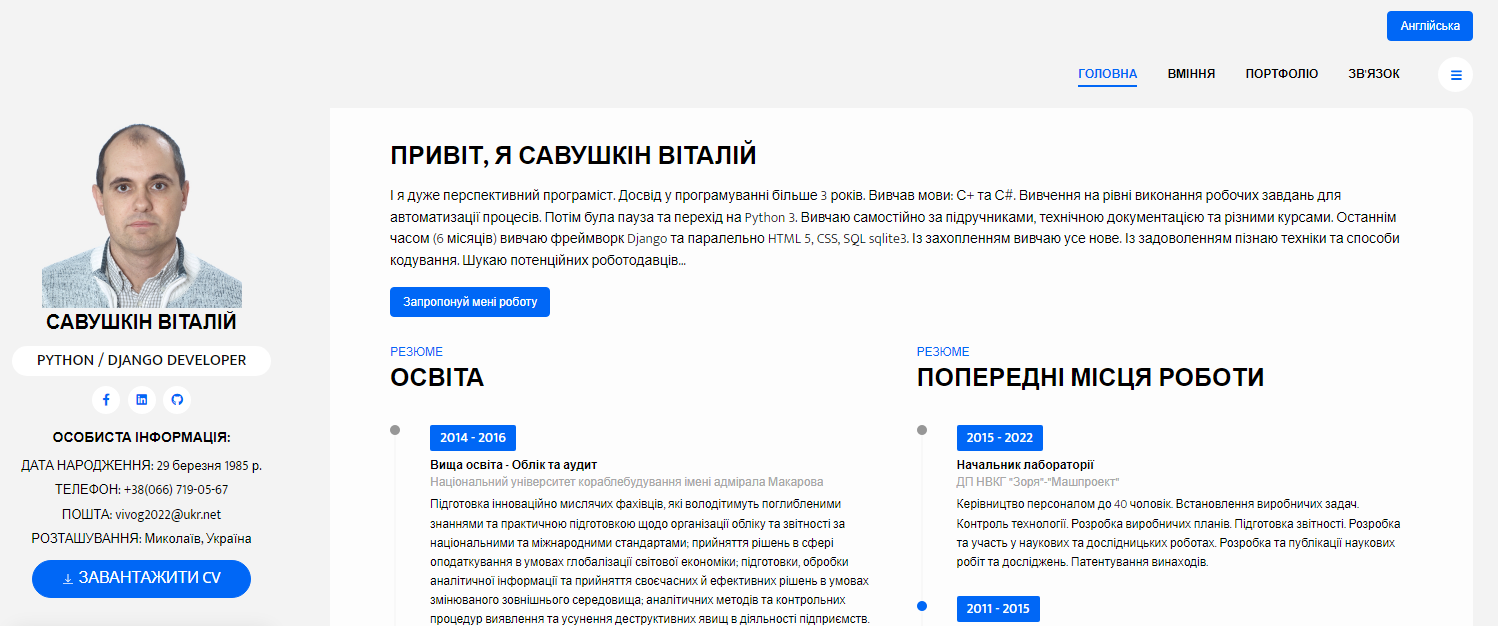 Англійська
ГОЛОВНА ВМІННЯ ПОРТФОЛІО ЗВ'ЯЗОК
САВУШКІН ВІТАЛІЙ
PYTHON / DJANGO DEVELOPER
ОСОБИСТА ІНФОРМАЦІЯ:
ДАТА НАРОДЖЕННЯ: 29 березня 1985 р.
ТЕЛЕФОН: +38(066) 719-05-67
ПОШТА: vivog2022@ukr.net
РОЗТАШУВАННЯ: Миколаїв, Україна
ЗАВАНТАЖИТИ CV
ПРИВІТ, Я САВУШКІН ВІТАЛІЙ
І я дуже перспективний програміст. Досвід у програмуванні більше 3 років. Вивчав мови: C+ та C#. Вивчення на рівні виконання робочих завдань для
автоматизації процесів. Потім була пауза та перехід на Python 3. Вивчаю самостійно за підручниками, технічною документацією та різними курсами. Останнім
часом (6 місяців) вивчаю фреймворк Django та паралельно HTML 5, CSS, SQL sqlite3. Із захопленням вивчаю усе нове. Із задоволенням пізнаю техніки та способи
кодування. Шукаю потенційних роботодавців...
Запропонуй мені роботу
РЕЗЮМЕ
ОСВІТА
2014 - 2016
Вища освіта - Облік та аудит
Національний університет кораблебудування імені адмірала Макарова
Підготовка інноваційно мислячих фахівців, які володітимуть поглибленими
знаннями та практичною підготовкою щодо організації обліку та звітності за
національними та міжнародними стандартами; прийняття рішень в сфері
оподаткування в умовах глобалізації світової економіки; підготовки, обробки
аналітичної інформації та прийняття своєчасних й ефективних рішень в умовах
змінюваного зовнішнього середовища; аналітичних методів та контрольних
процедур виявлення та усунення деструктивних явищ в діяльності підприємств.
РЕЗЮМЕ
ПОПЕРЕДНІ МІСЦЯ РОБОТИ
2015 - 2022
Начальник лабораторії
ДП НВКГ "Зоря"-"Машпроект"
Керівництво персоналом до 40 чоловік. Встановлення виробничих задач.
Контроль технології. Розробка виробничих планів. Підготовка звітності. Розробка
та участь у наукових та дослідницьких роботах. Розробка та публікації наукових
робіт та досліджень. Патентування винаходів.
2011 - 2015